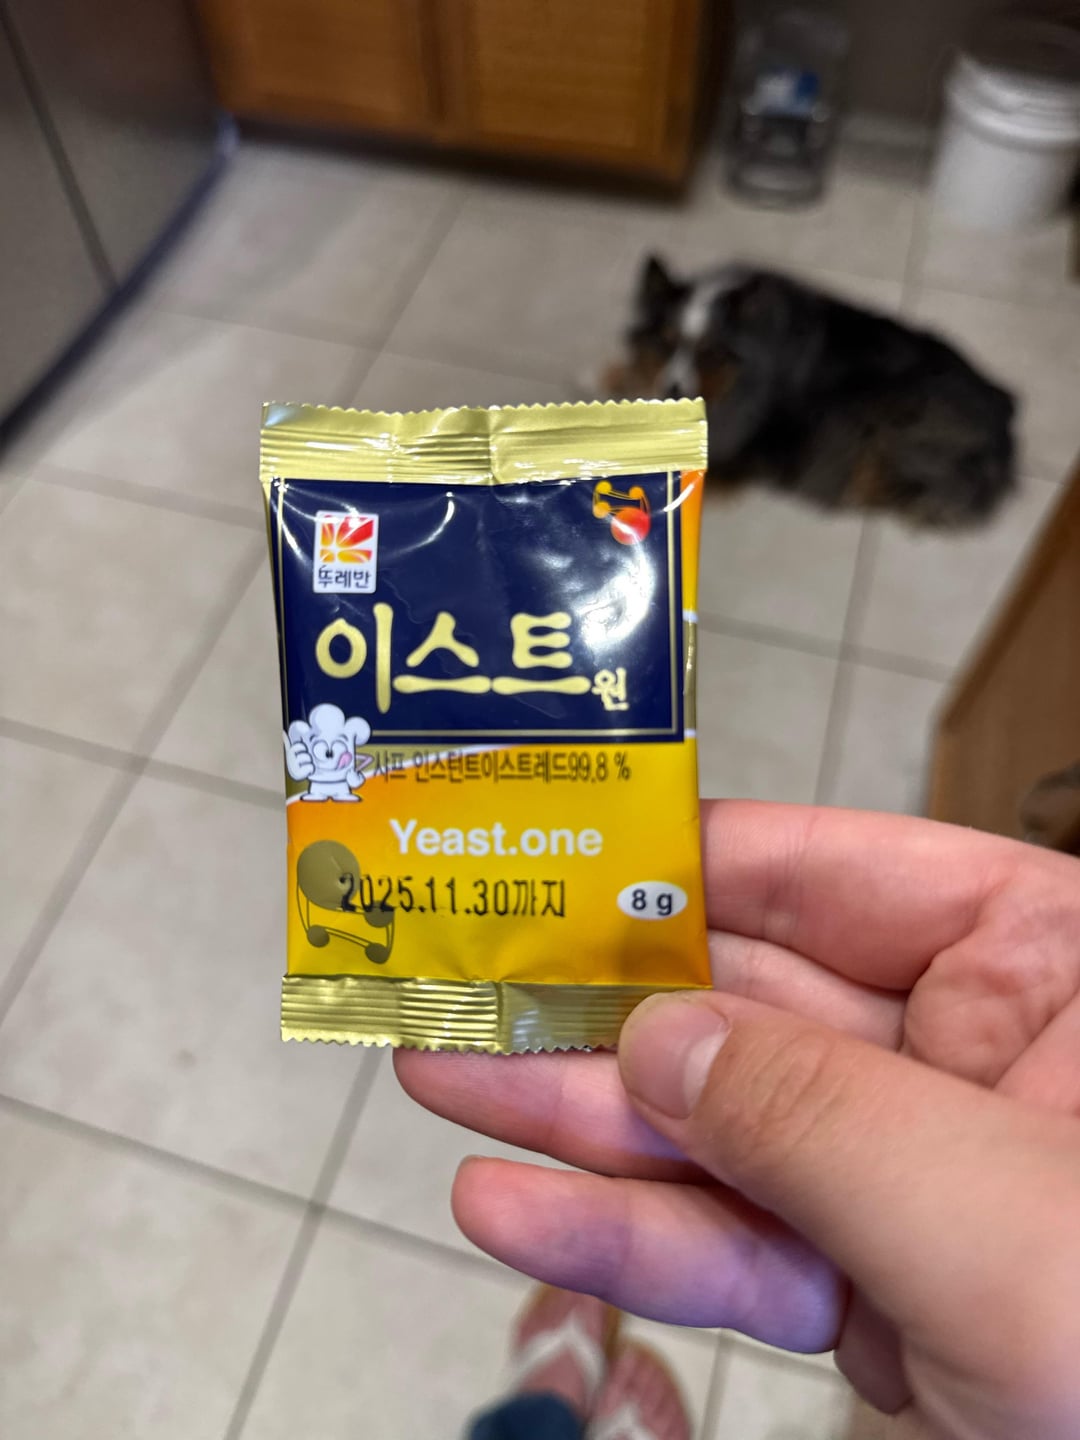 뚜레반
이스트원
사프 인스턴트이스트레드99,8 %
Yeast.one
2025.11.30까지
8 g